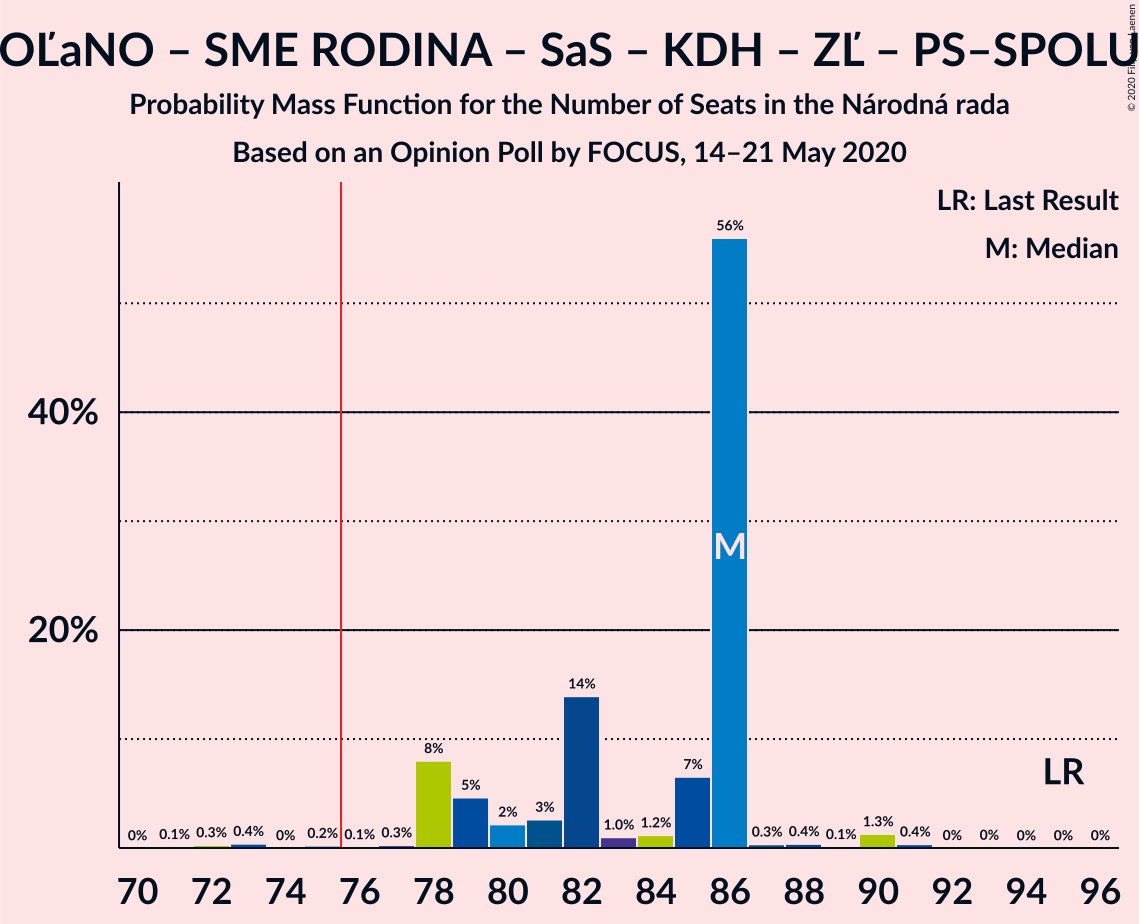 OĽaNO – SME RODINA – SaS – KDH – ZĽ – PS–SPOLU
Probability Mass Function for the Number of Seats in the Národná rada
Based on an Opinion Poll by FOCUS, 14–21 May 2020
LR: Last Result
M: Median
56%
40%
M
20%
14%
8%
7%
5%
3%
2%
0% 0.1% 0.3% 0.4% 0% 0.2% 0.1% 0.3% 1.0% 1.2% 0.3% 0.4% 0.1% 1.3% 0.4% 0% 0% 0% 0% 0%
LR
70 72 74 76 78 80 82 84 86 88 90 92 94 96
© 2020 Laenen